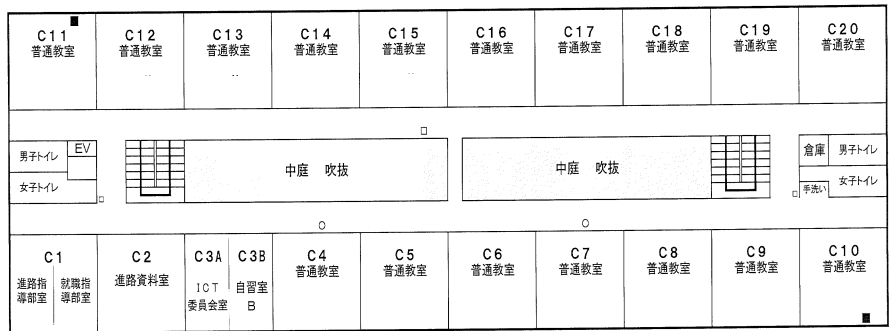 C11
普通教室
C12
普通教室
C13
普通教室
C14
普通教室
C15
普通教室
C16
普通教室
C17
普通教室
C18
普通教室
C19
普通教室
C20
普通教室
男子トイレ
EV
女子トイレ
中庭 吹抜
中庭 吹抜
倉庫
男子トイレ
手洗い
女子トイレ
C1
進路指
導部室
就職指
導部室
C2
進路資料室
C3A
ICT
委員会室
C3B
自習室
B
C4
普通教室
C5
普通教室
C6
普通教室
C7
普通教室
C8
普通教室
C9
普通教室
C10
普通教室